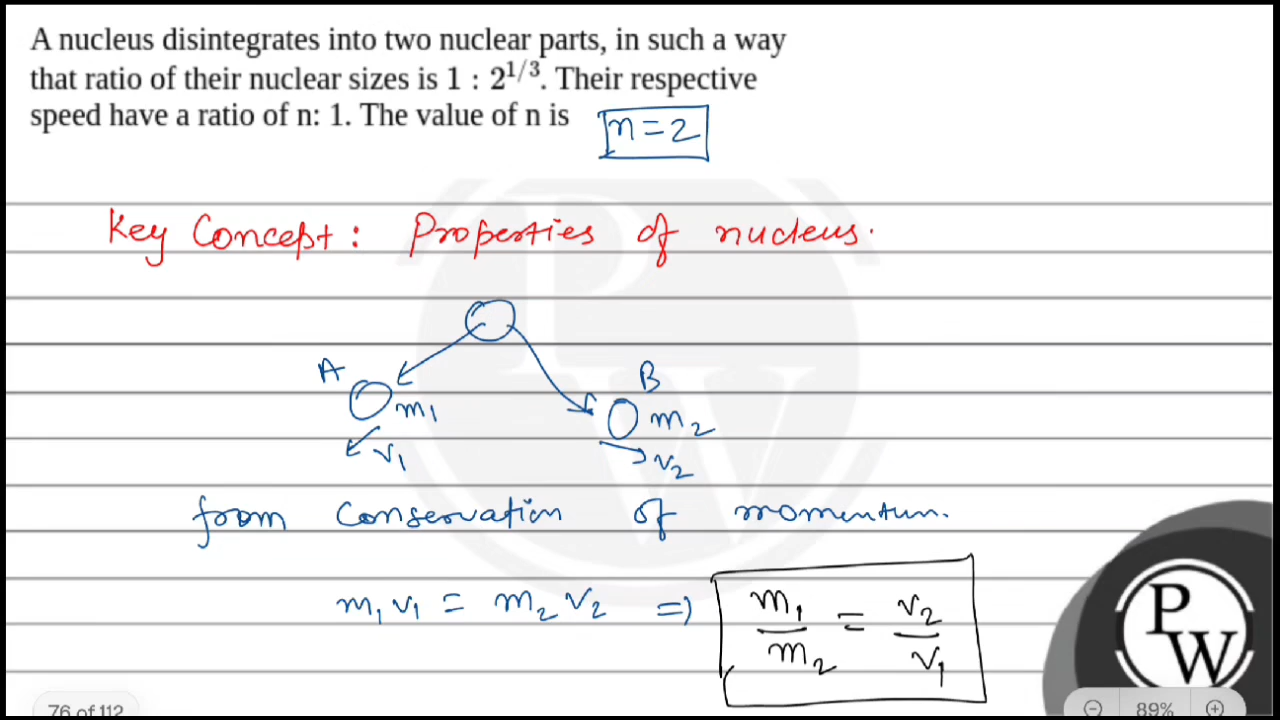 A nucleus disintegrates into two nuclear parts, in such a way
that ratio of their nuclear sizes is 1 : 2^{1/3}. Their respective
speed have a ratio of n: 1. The value of n is
n=2
Key Concept: Properties of nucleus.
A
B
m₁
m₂
v₁
v₂
from conservation of momentum.
m₁v₁ = m₂v₂ ⇒ m₁/m₂ = v₂/v₁
PW
76 of 112
89%